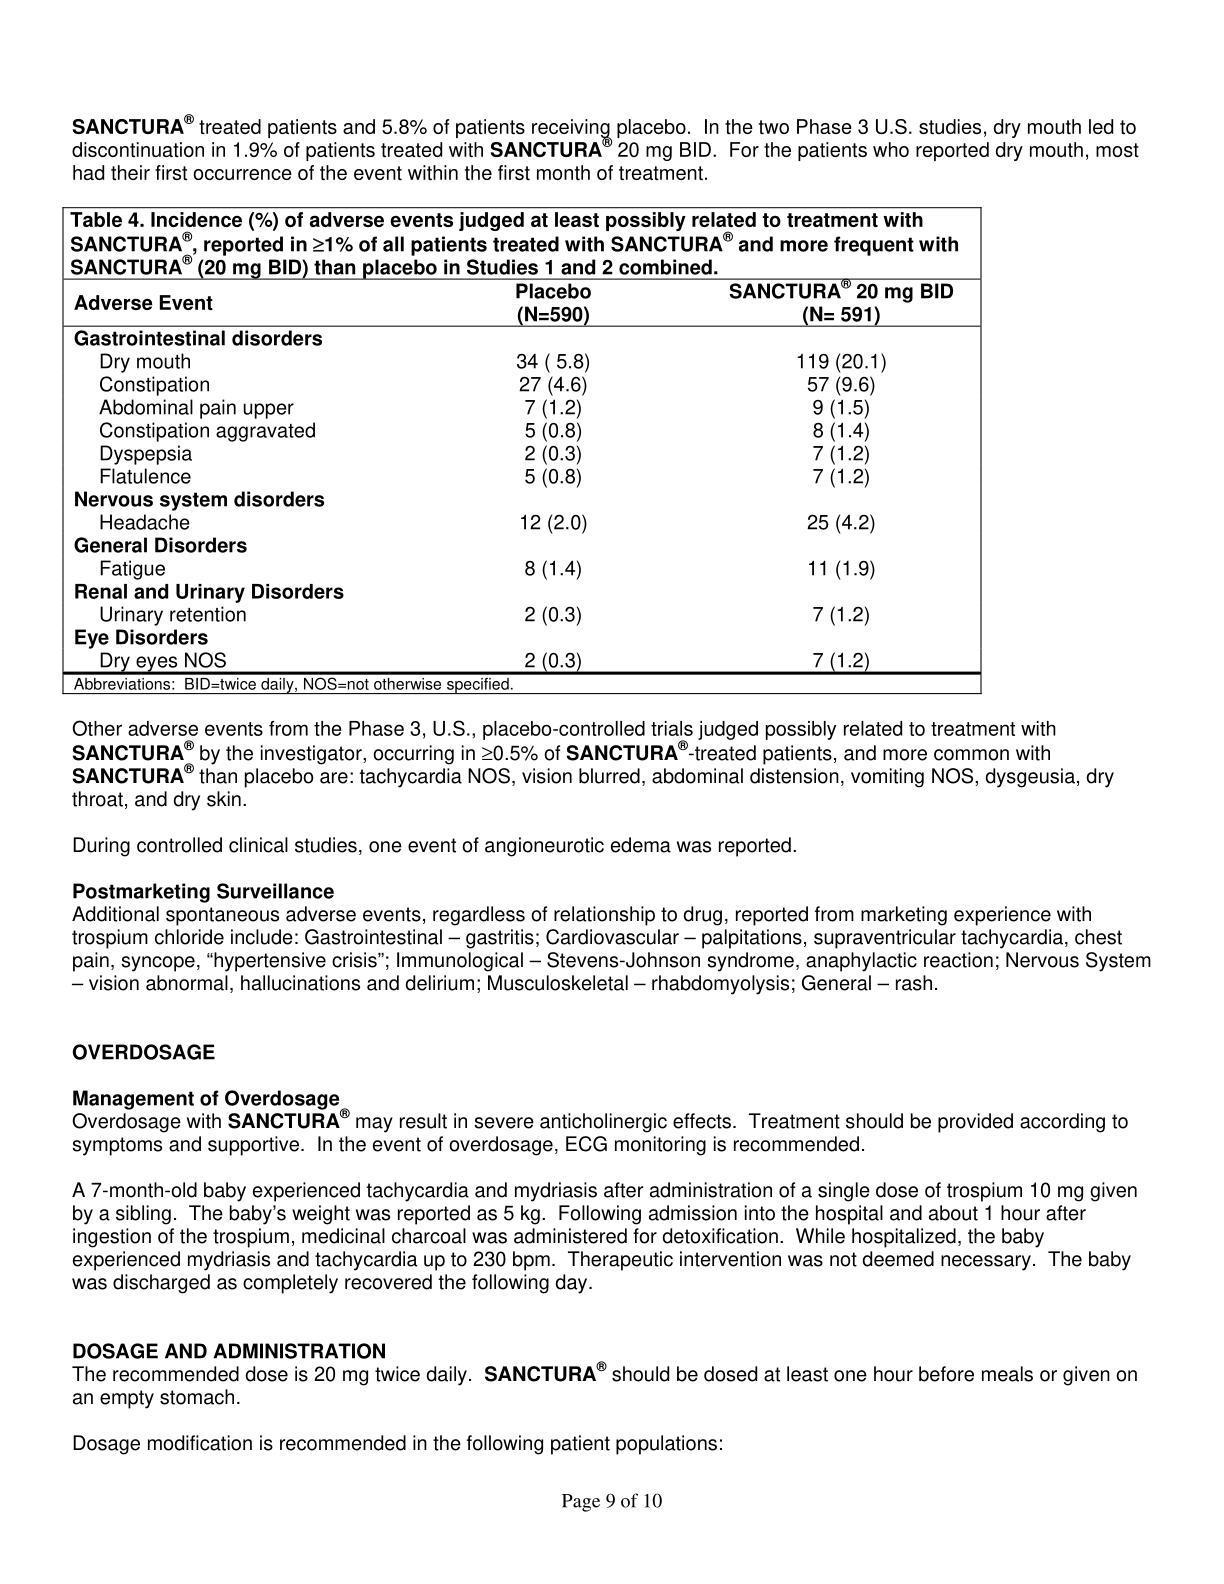 SANCTURA® treated patients and 5.8% of patients receiving placebo.  In the two Phase 3 U.S. studies, dry mouth led to
discontinuation in 1.9% of patients treated with SANCTURA® 20 mg BID.  For the patients who reported dry mouth, most
had their first occurrence of the event within the first month of treatment.
Table 4. Incidence (%) of adverse events judged at least possibly related to treatment with
SANCTURA®, reported in ≥1% of all patients treated with SANCTURA® and more frequent with
SANCTURA® (20 mg BID) than placebo in Studies 1 and 2 combined.
Adverse Event Placebo (N=590) SANCTURA® 20 mg BID (N= 591)
Gastrointestinal disorders
Dry mouth 34 ( 5.8) 119 (20.1)
Constipation 27 (4.6) 57 (9.6)
Abdominal pain upper 7 (1.2) 9 (1.5)
Constipation aggravated 5 (0.8) 8 (1.4)
Dyspepsia 2 (0.3) 7 (1.2)
Flatulence 5 (0.8) 7 (1.2)
Nervous system disorders
Headache 12 (2.0) 25 (4.2)
General Disorders
Fatigue 8 (1.4) 11 (1.9)
Renal and Urinary Disorders
Urinary retention 2 (0.3) 7 (1.2)
Eye Disorders
Dry eyes NOS 2 (0.3) 7 (1.2)
Abbreviations:  BID=twice daily, NOS=not otherwise specified.
Other adverse events from the Phase 3, U.S., placebo-controlled trials judged possibly related to treatment with
SANCTURA® by the investigator, occurring in ≥0.5% of SANCTURA®-treated patients, and more common with
SANCTURA® than placebo are: tachycardia NOS, vision blurred, abdominal distension, vomiting NOS, dysgeusia, dry
throat, and dry skin.
During controlled clinical studies, one event of angioneurotic edema was reported.
Postmarketing Surveillance
Additional spontaneous adverse events, regardless of relationship to drug, reported from marketing experience with
trospium chloride include: Gastrointestinal – gastritis; Cardiovascular – palpitations, supraventricular tachycardia, chest
pain, syncope, “hypertensive crisis”; Immunological – Stevens-Johnson syndrome, anaphylactic reaction; Nervous System
– vision abnormal, hallucinations and delirium; Musculoskeletal – rhabdomyolysis; General – rash.
OVERDOSAGE
Management of Overdosage
Overdosage with SANCTURA® may result in severe anticholinergic effects.  Treatment should be provided according to
symptoms and supportive.  In the event of overdosage, ECG monitoring is recommended.
A 7-month-old baby experienced tachycardia and mydriasis after administration of a single dose of trospium 10 mg given
by a sibling.  The baby’s weight was reported as 5 kg.  Following admission into the hospital and about 1 hour after
ingestion of the trospium, medicinal charcoal was administered for detoxification.  While hospitalized, the baby
experienced mydriasis and tachycardia up to 230 bpm.  Therapeutic intervention was not deemed necessary.  The baby
was discharged as completely recovered the following day.
DOSAGE AND ADMINISTRATION
The recommended dose is 20 mg twice daily.  SANCTURA® should be dosed at least one hour before meals or given on
an empty stomach.
Dosage modification is recommended in the following patient populations:
Page 9 of 10